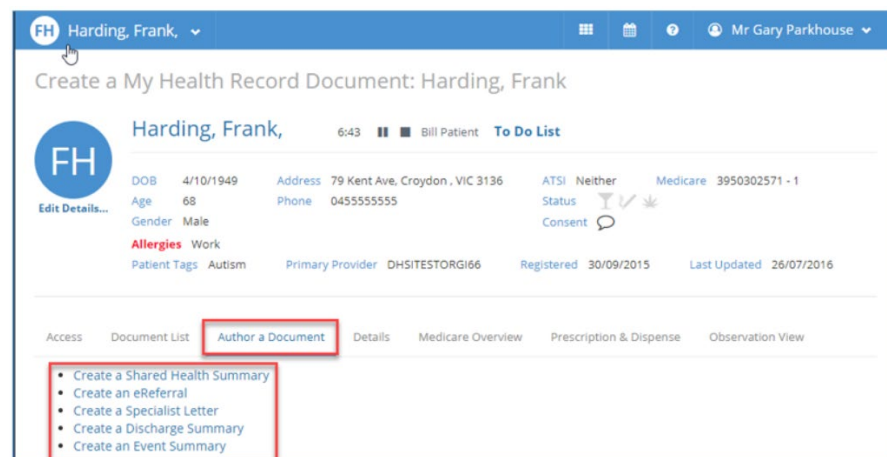 FH Harding, Frank, Mr Gary Parkhouse
Create a My Health Record Document: Harding, Frank
FH
Edit Details...
Harding, Frank, 6:43 Bill Patient To Do List
DOB 4/10/1949 Address 79 Kent Ave, Croydon , VIC 3136 ATSI Neither Medicare 3950302571 - 1
Age 68 Phone 0455555555 Status
Gender Male Consent
Allergies Work
Patient Tags Autism Primary Provider DHSITESTORGI66 Registered 30/09/2015 Last Updated 26/07/2016
Access Document List Author a Document Details Medicare Overview Prescription & Dispense Observation View
• Create a Shared Health Summary
• Create an eReferral
• Create a Specialist Letter
• Create a Discharge Summary
• Create an Event Summary